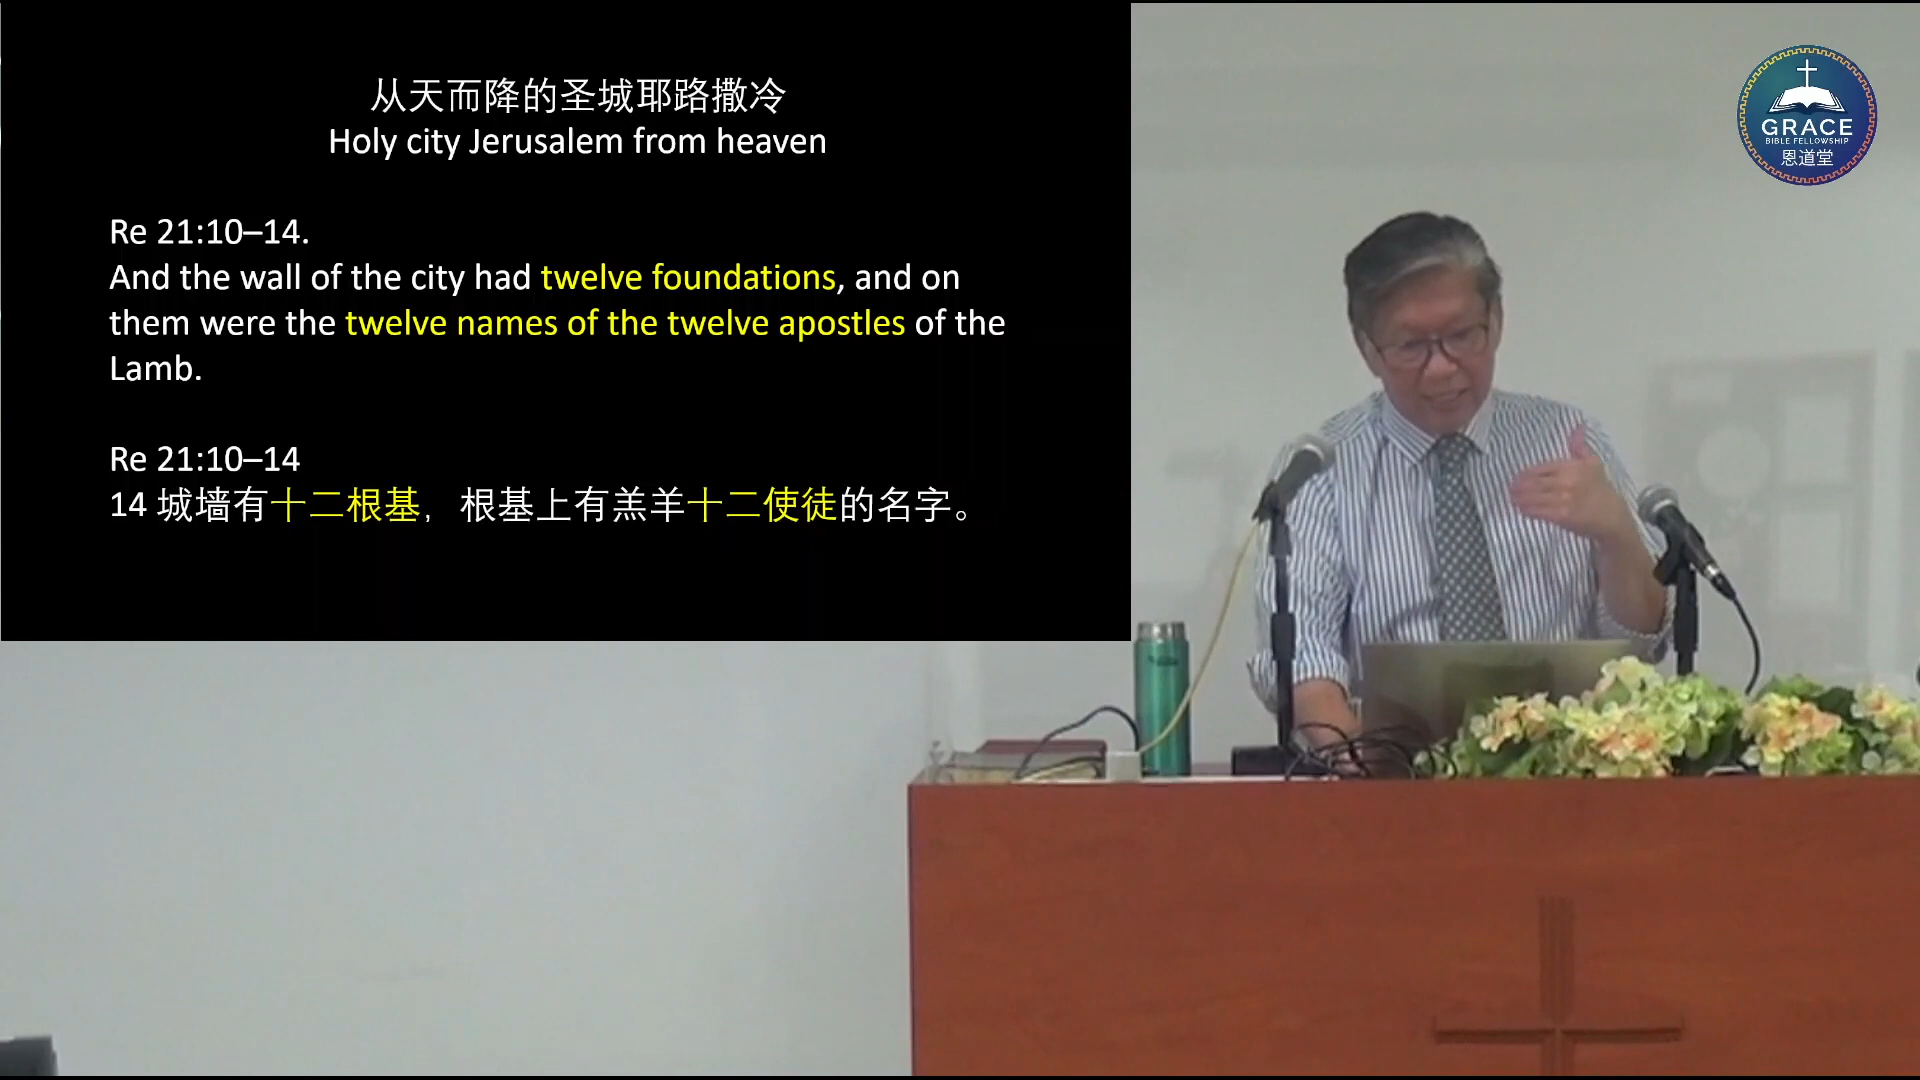 从天而降的圣城耶路撒冷
Holy city Jerusalem from heaven
Re 21:10–14.
And the wall of the city had twelve foundations, and on
them were the twelve names of the twelve apostles of the
Lamb.
Re 21:10–14
14 城墙有十二根基，根基上有羔羊十二使徒的名字。
GRACE
BIBLE FELLOWSHIP
恩道堂